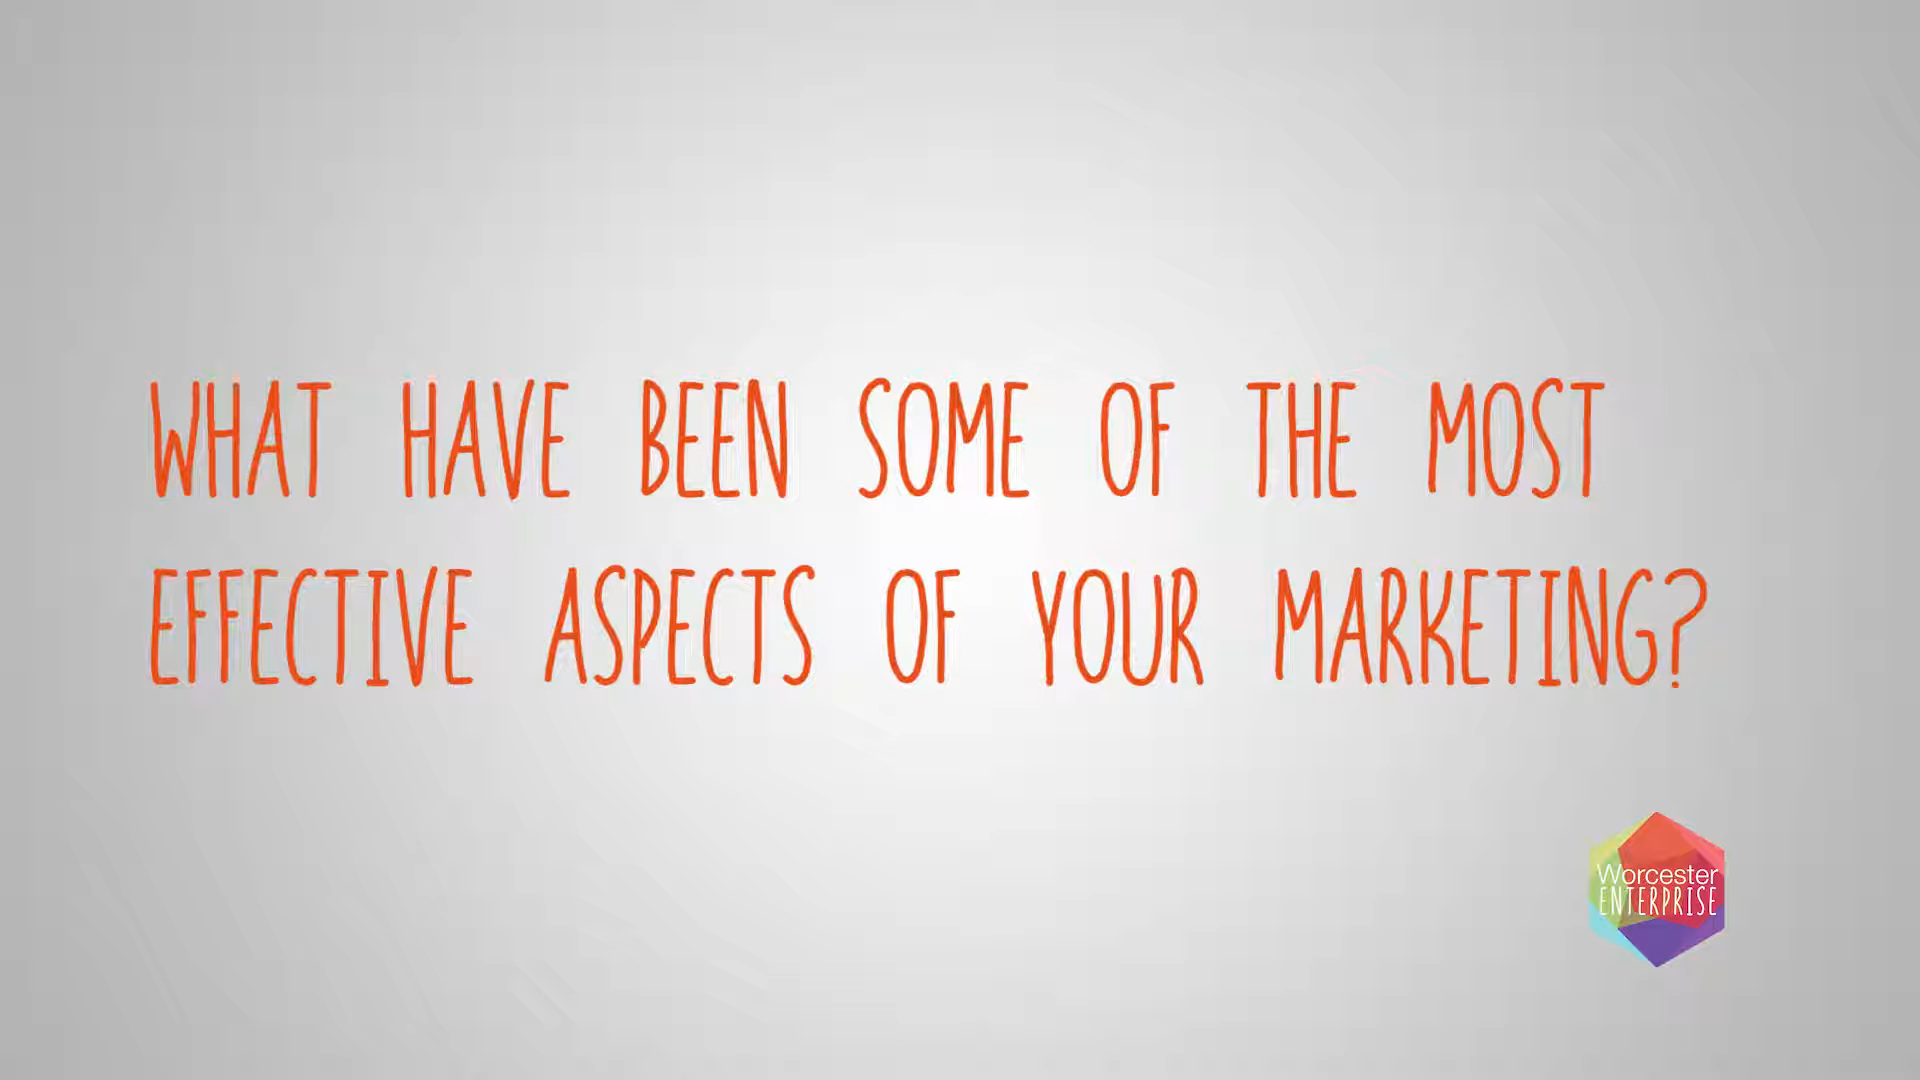 WHAT HAVE BEEN SOME OF THE MOST
EFFECTIVE ASPECTS OF YOUR MARKETING?
Worcester
ENTERPRISE